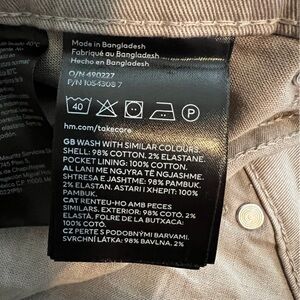 Made in Bangladesh
Fabriqué au Bangladesh
Hecho en Bangladesh
O/N 490227
40
P
hm.com/takecare
GB WASH WITH SIMILAR COLOURS.
SHELL: 98% COTTON, 2% ELASTANE.
POCKET LINING: 100% COTTON.
AL LANI ME NGJYRA TË NGJASHME.
SHTRESA E JASHTME: 98% PAMBUK,
2% ELASTAN. ASTARI I XHEPIT: 100%
PAMBUK.
CAT RENTEU-HO AMB PECES
SIMILARS. EXTERIOR: 98% COTÓ, 2%
ELASTÀ. FOLRE DE LA BUTXACA:
100% COTÓ.
CZ PERTE S PODOBNÝMI BARVAMI.
SVRCHNÍ LÁTKA: 98% BAVLNA, 2%